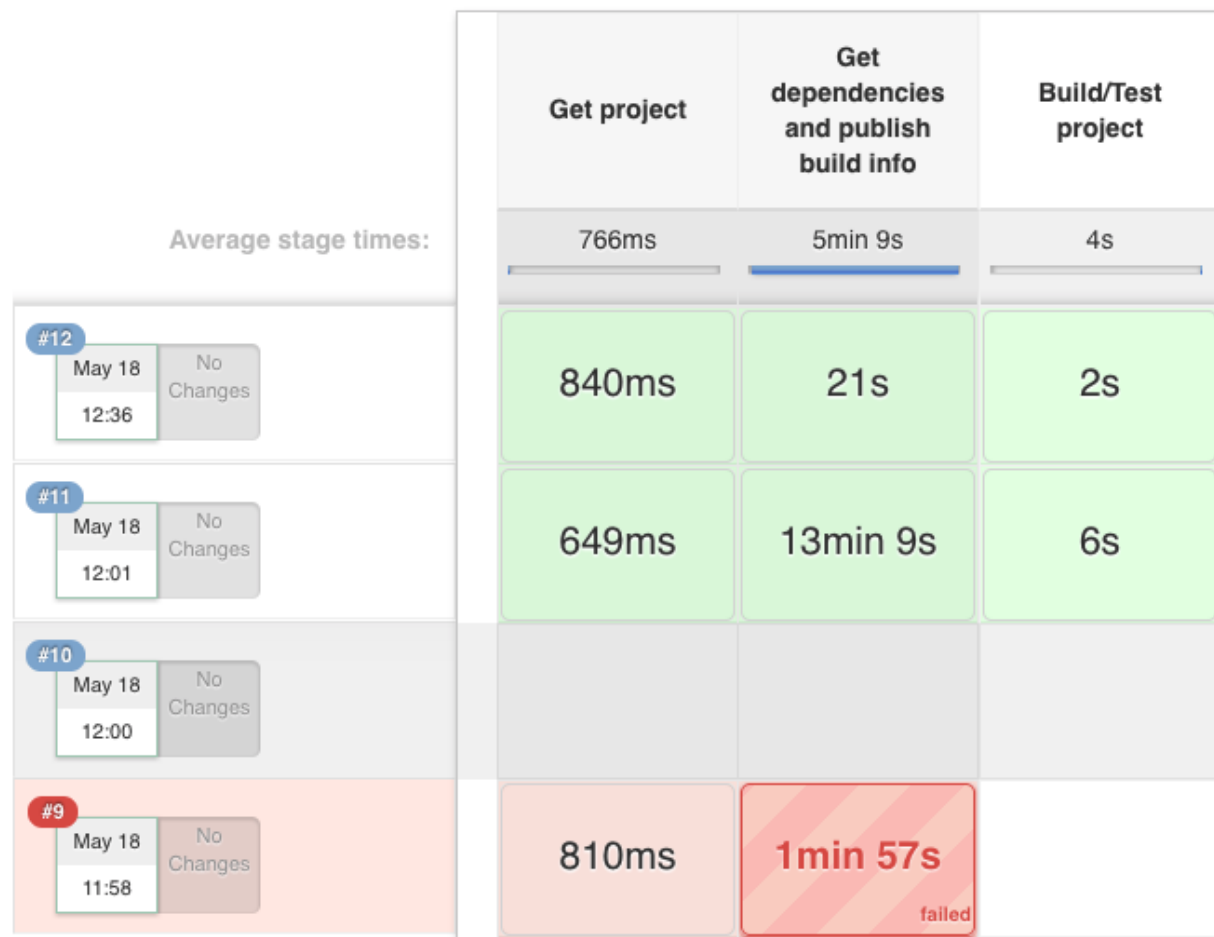 Get project
Get
dependencies
and publish
build info
Build/Test
project
Average stage times:
766ms
5min 9s
4s
#12
May 18
12:36
No
Changes
840ms
21s
2s
#11
May 18
12:01
No
Changes
649ms
13min 9s
6s
#10
May 18
12:00
No
Changes
#9
May 18
11:58
No
Changes
810ms
1min 57s
failed